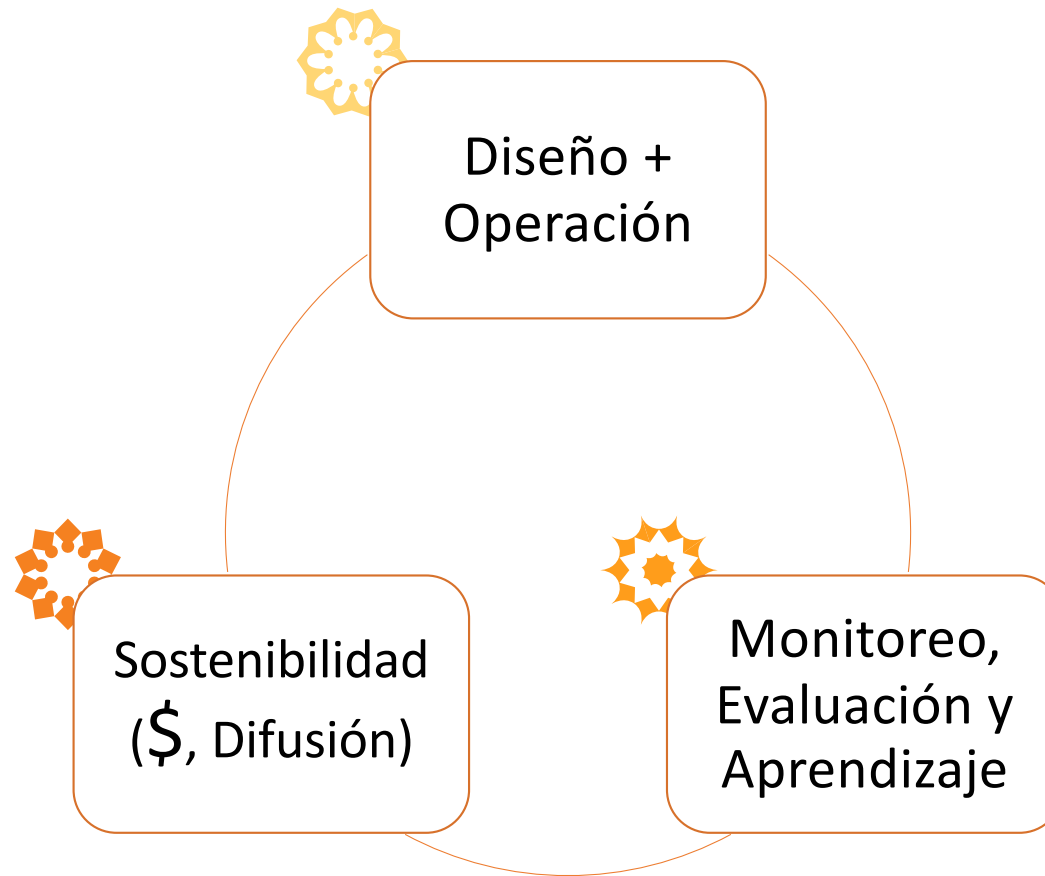 Diseño +
Operación
Sostenibilidad
($, Difusión)
Monitoreo,
Evaluación y
Aprendizaje